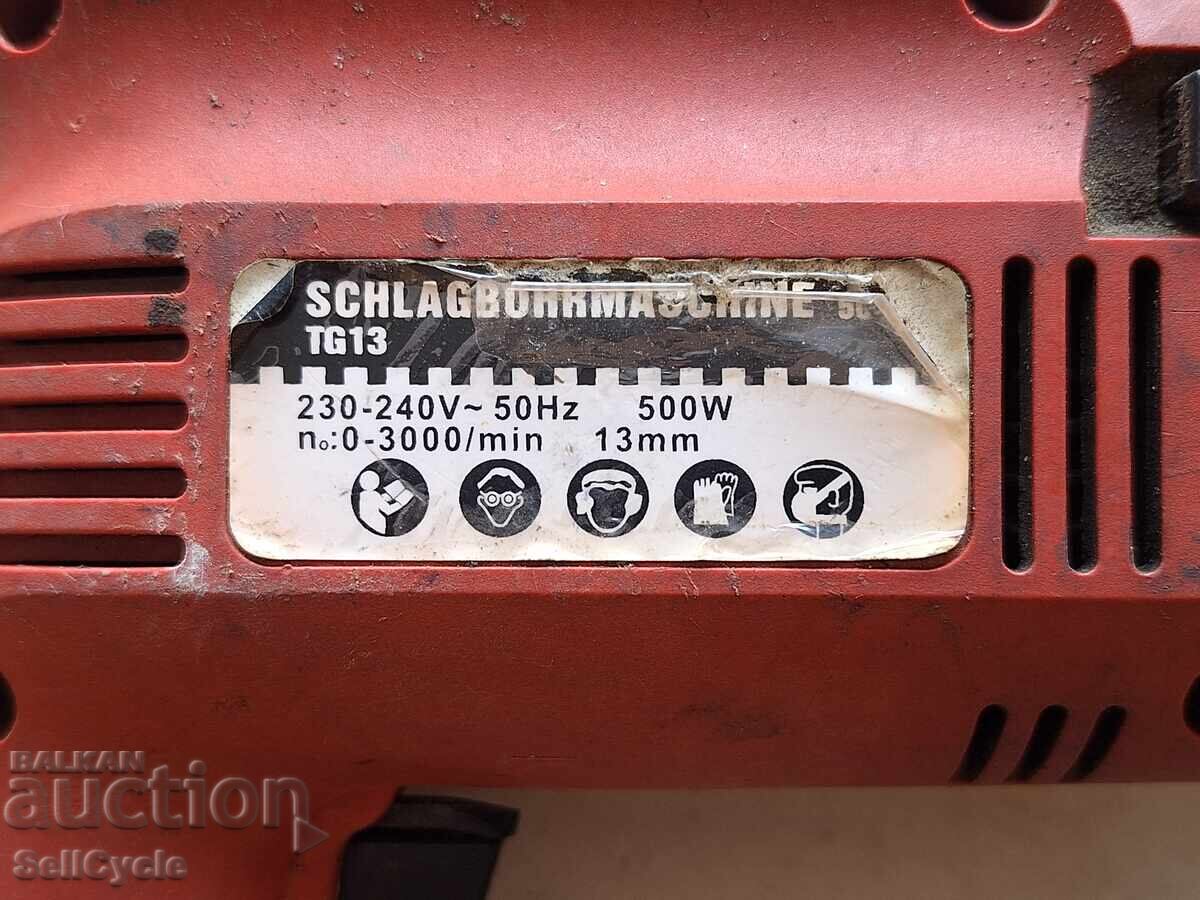 SCHLAGBOHRMASCHINE
TG13
230-240V~ 50Hz 500W
n₀:0-3000/min 13mm
BALKAN
auction
SellCycle